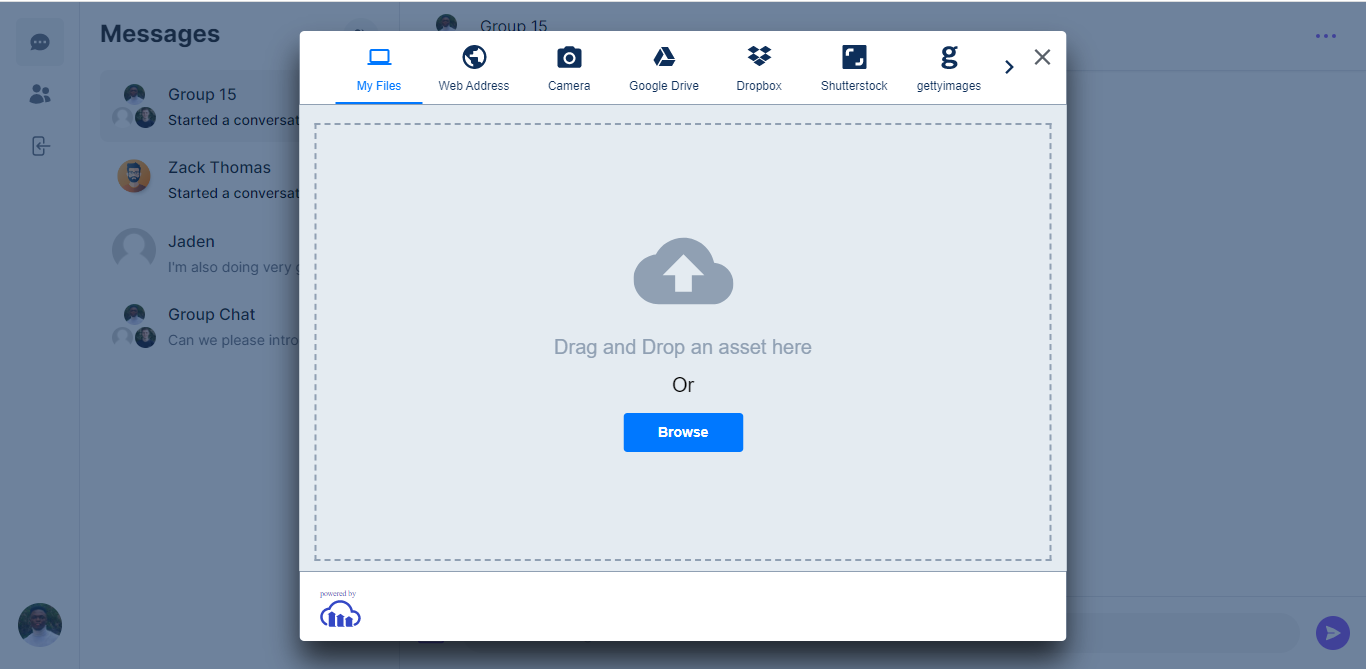 Messages
Group 15
Group 15
Started a conversat
Zack Thomas
Started a conversat
Jaden
I'm also doing very g
Group Chat
Can we please intro
My Files
Web Address
Camera
Google Drive
Dropbox
Shutterstock
gettyimages
Drag and Drop an asset here
Or
Browse
powered by